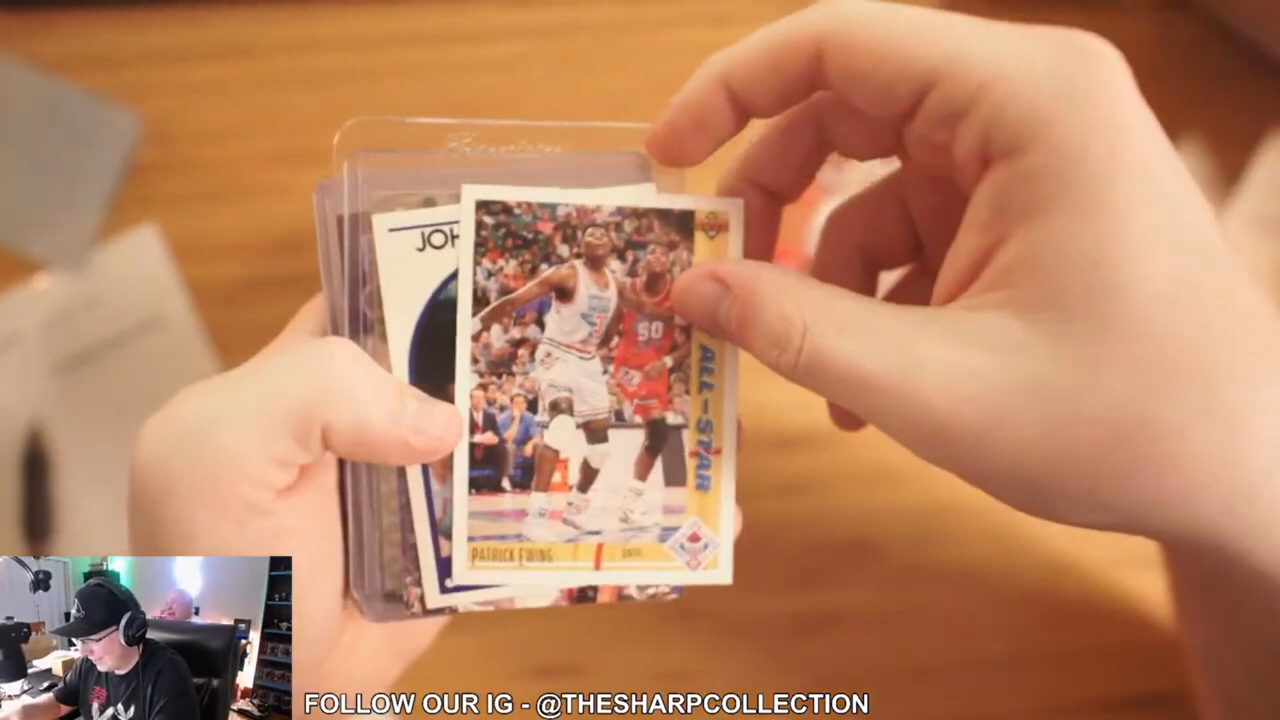 JOH
50
ALL-STAR
PATRICK EWING
FOLLOW OUR IG - @THESHARPCOLLECTION